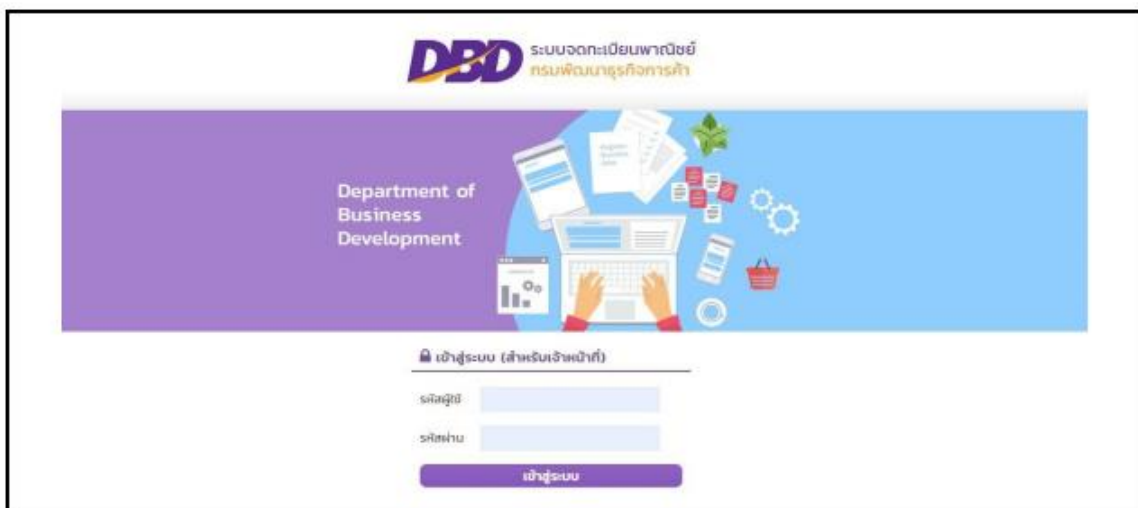 DBD
ระบบจดทะเบียนพาณิชย์
กรมพัฒนาธุรกิจการค้า
Department of
Business
Development
เข้าสู่ระบบ (สำหรับเจ้าหน้าที่)
รหัสผู้ใช้
รหัสผ่าน
เข้าสู่ระบบ